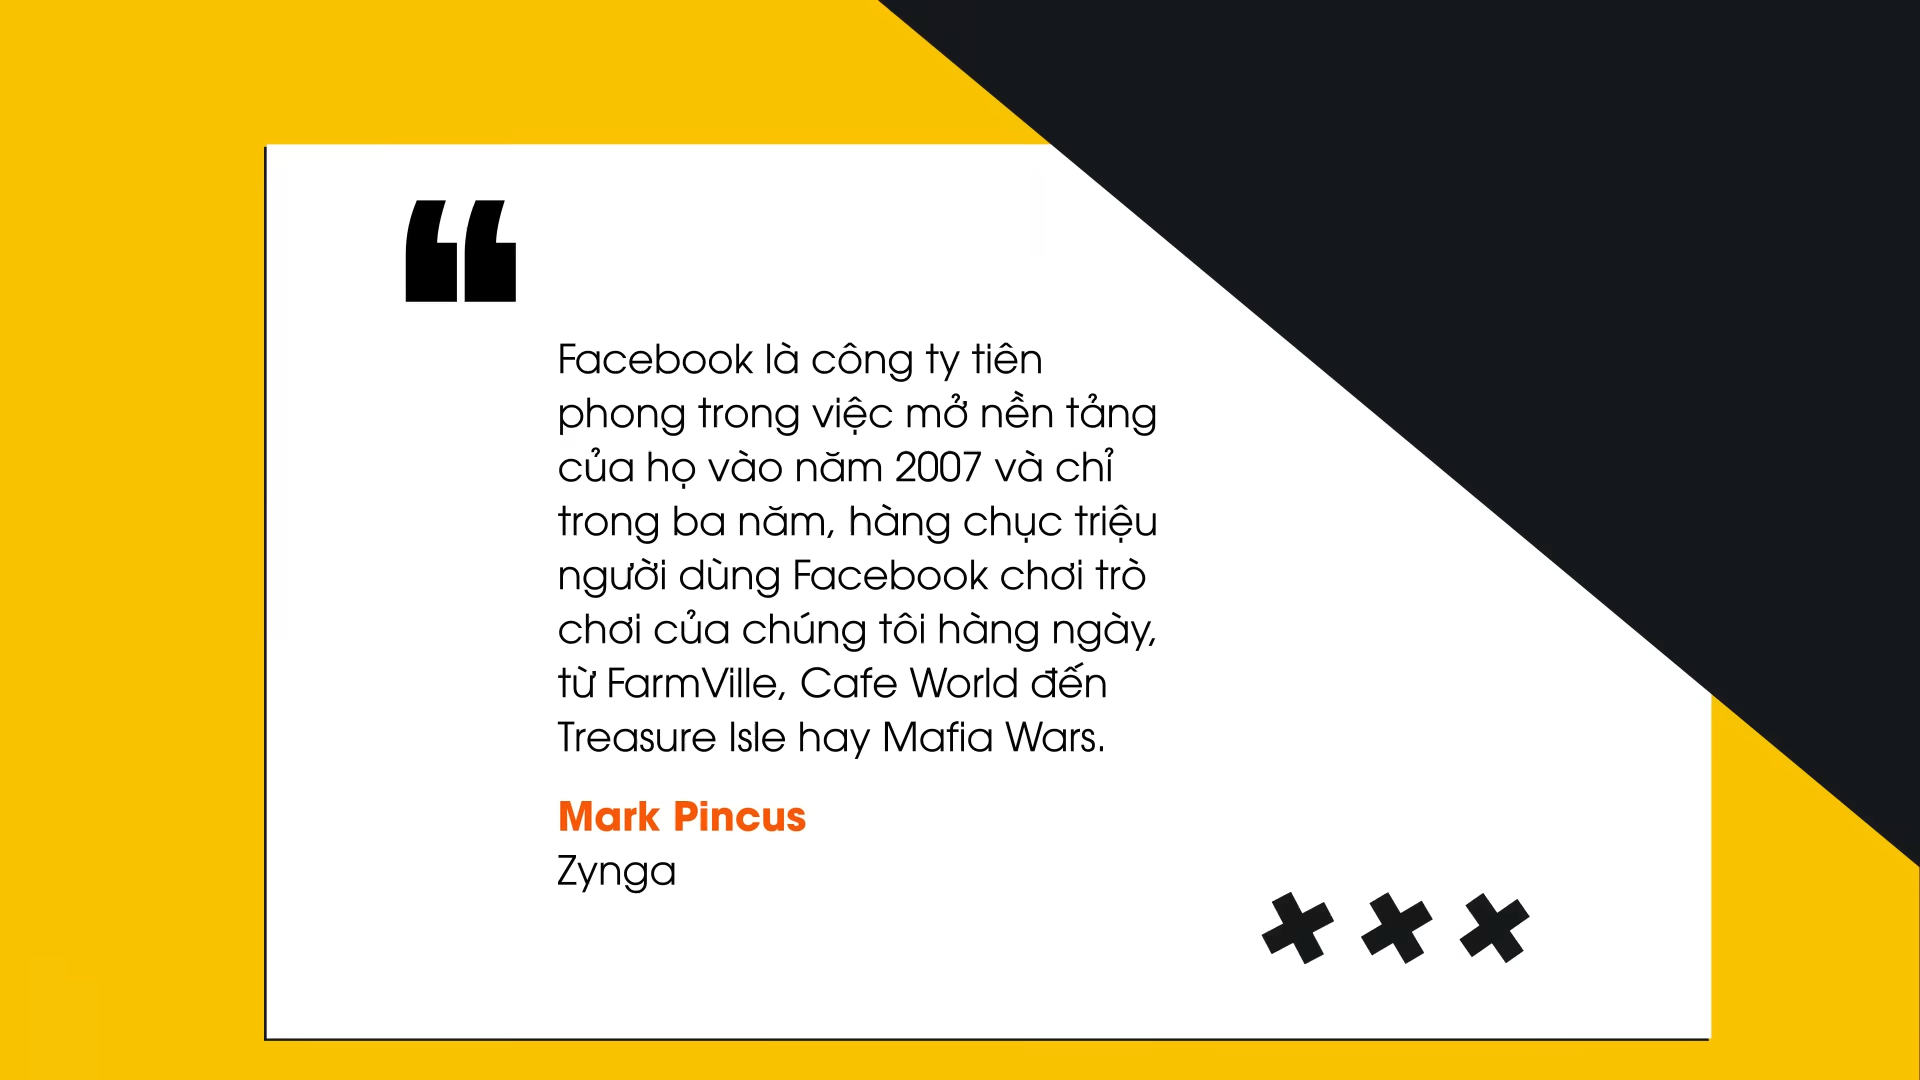 “
Facebook là công ty tiên
phong trong việc mở nền tảng
của họ vào năm 2007 và chỉ
trong ba năm, hàng chục triệu
người dùng Facebook chơi trò
chơi của chúng tôi hàng ngày,
từ FarmVille, Cafe World đến
Treasure Isle hay Mafia Wars.
Mark Pincus
Zynga